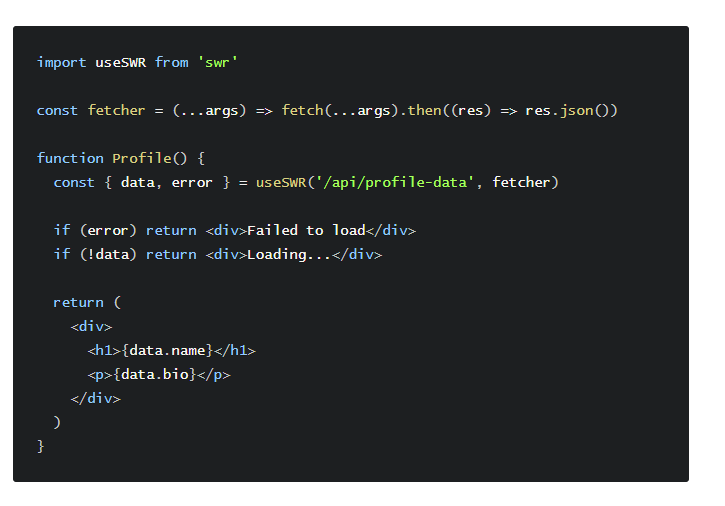 import useSWR from 'swr'
const fetcher = (...args) => fetch(...args).then((res) => res.json())
function Profile() {
const { data, error } = useSWR('/api/profile-data', fetcher)
if (error) return <div>Failed to load</div>
if (!data) return <div>Loading...</div>
return (
<div>
<h1>{data.name}</h1>
<p>{data.bio}</p>
</div>
)
}